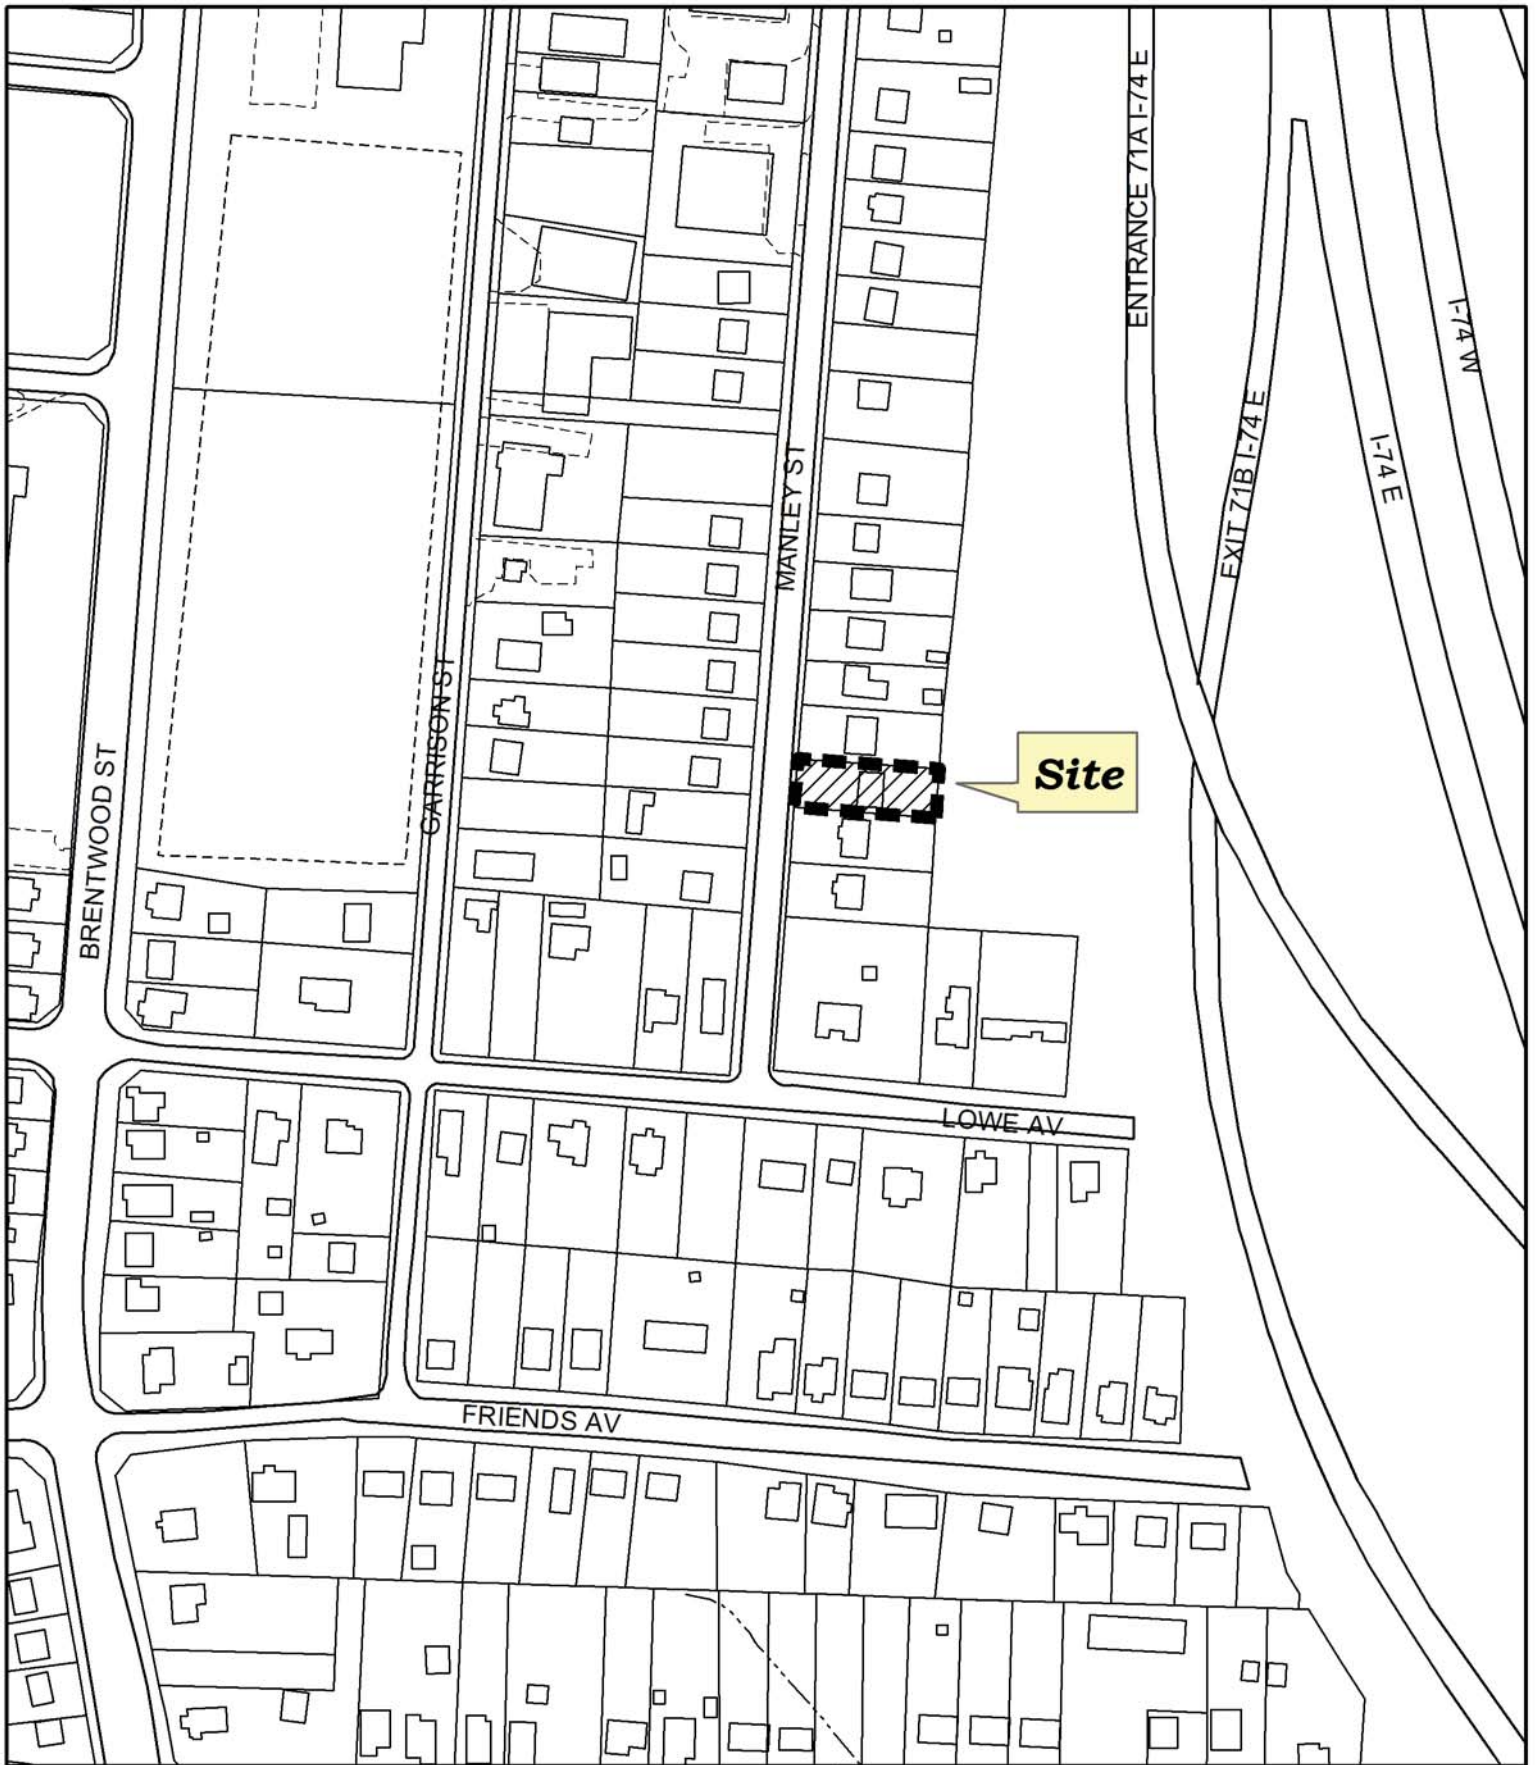 ENTRANCE 71A I-74 E
I-74 W
EXIT 71B I-74 E
I-74 E
MANLEY ST
GARRISON ST
BRENTWOOD ST
Site
LOWE AV
FRIENDS AV